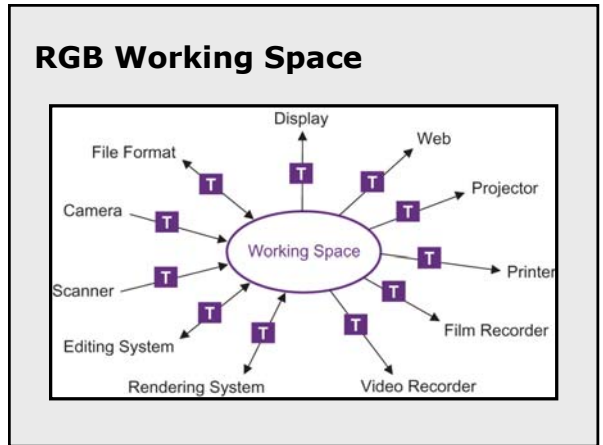 RGB Working Space
Display
Web
File Format
T
T
T
Projector
T
Camera
T
Working Space
T
Printer
Scanner
T
T
T
Film Recorder
Editing System
T
T
Rendering System
Video Recorder